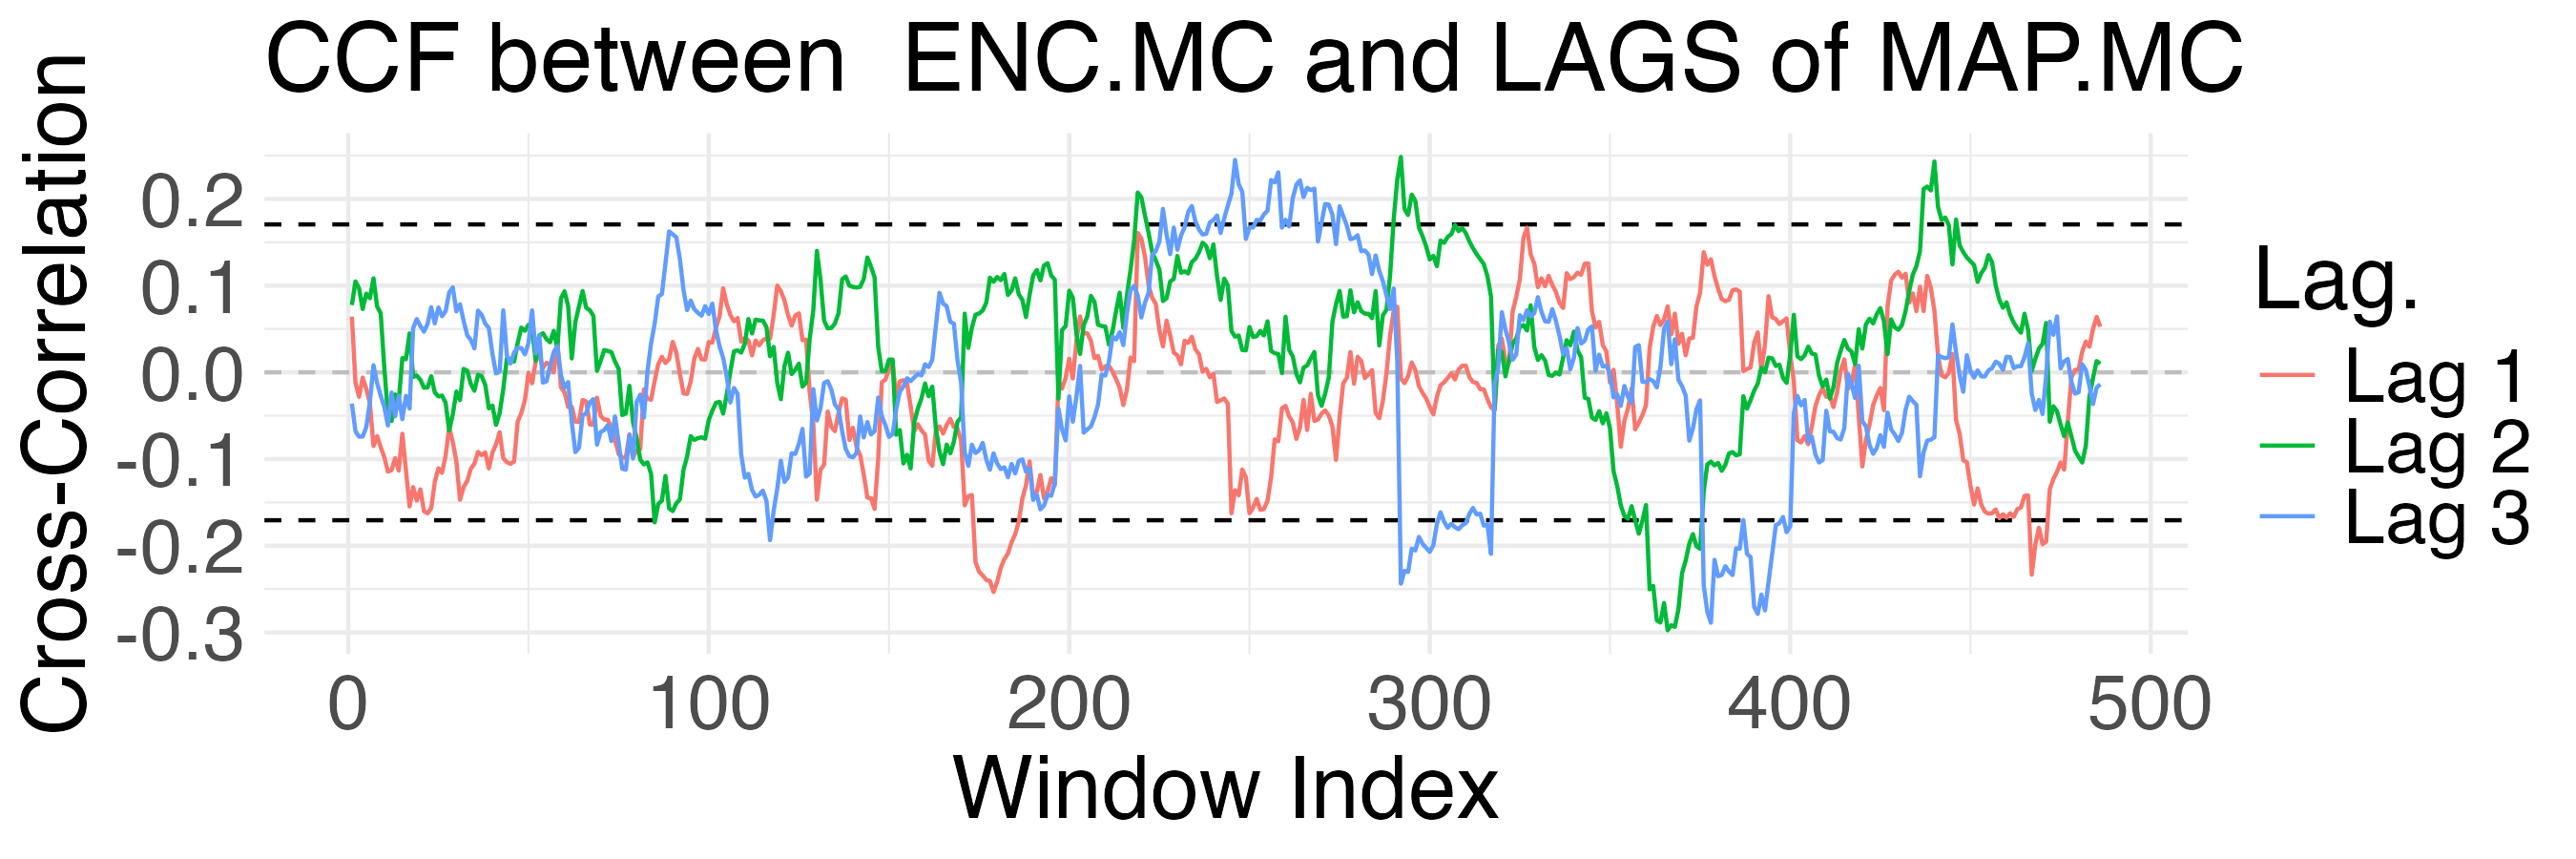 CCF between  ENC.MC and LAGS of MAP.MC
Cross-Correlation
0.2
0.1
0.0
-0.1
-0.2
-0.3
0 100 200 300 400 500
Window Index
Lag.
Lag 1
Lag 2
Lag 3